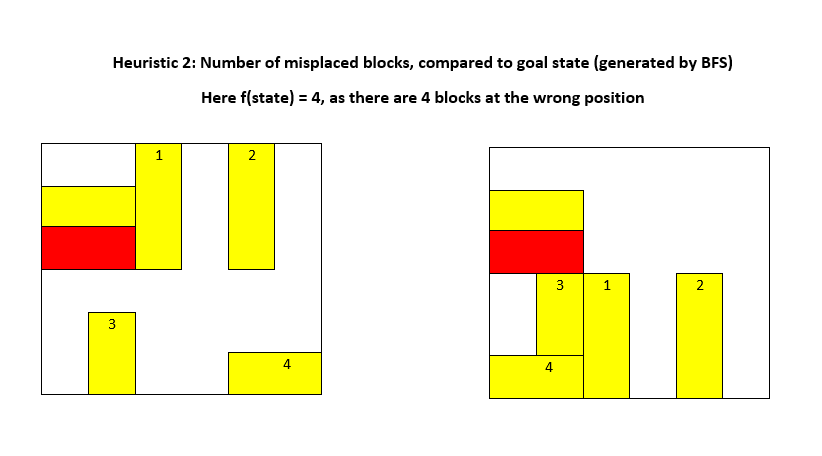 Heuristic 2: Number of misplaced blocks, compared to goal state (generated by BFS)
Here f(state) = 4, as there are 4 blocks at the wrong position
1 2
3
4
3 1 2
4